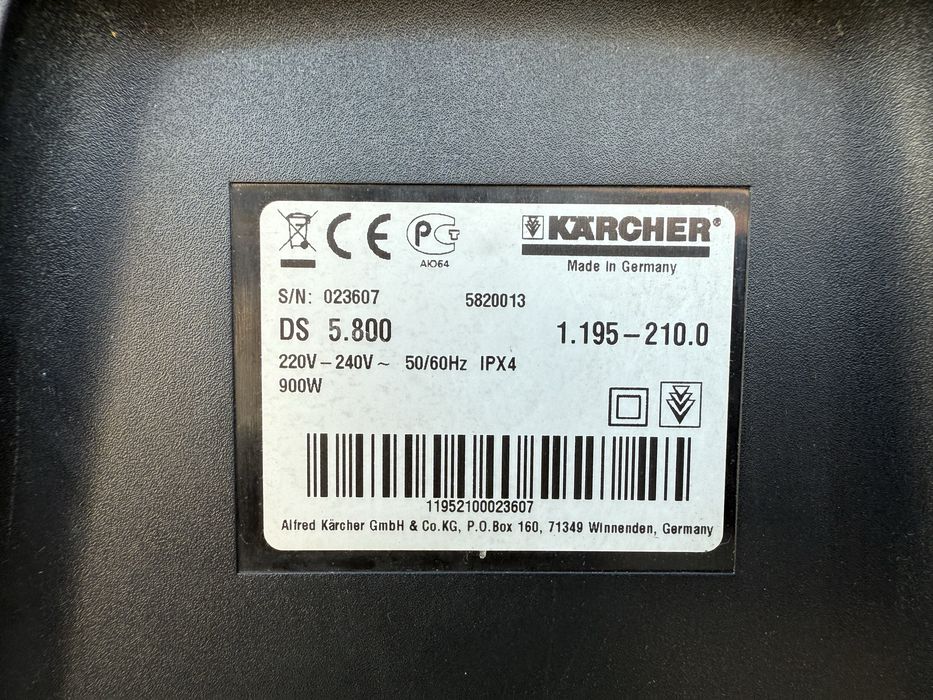 CE
PCT
АЮ64
KÄRCHER®
Made in Germany
S/N: 023607 5820013
DS 5.800 1.195-210.0
220V-240V~ 50/60Hz IPX4
900W
11952100023607
Alfred Kärcher GmbH & Co.KG, P.O.Box 160, 71349 Winnenden, Germany